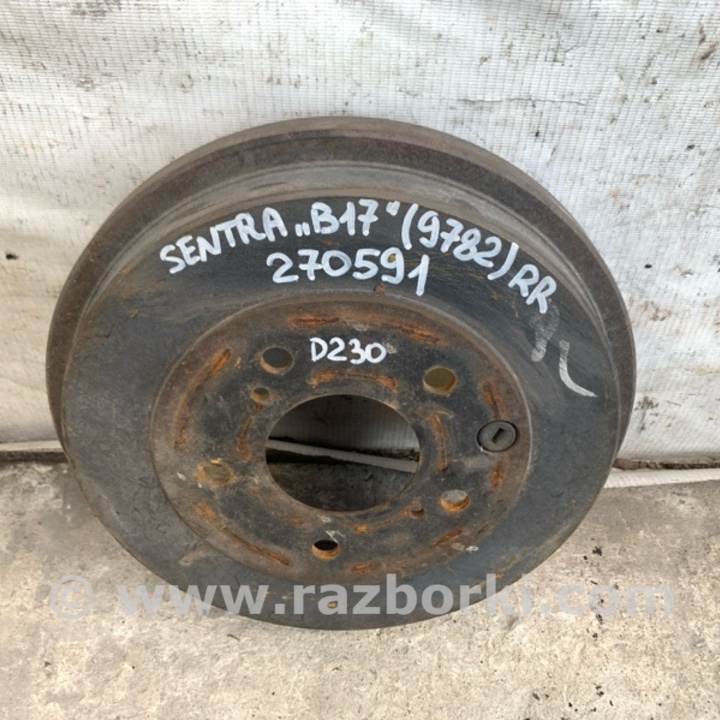 SENTRA „B17“ (9782) RR
270591
D230
© www.razborki.com